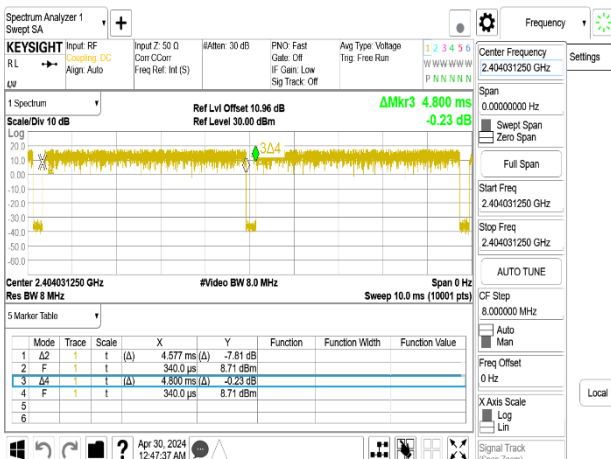 Spectrum Analyzer 1
Swept SA
Frequency
KEYSIGHT
RL
Input: RF
Coupling: DC
Align: Auto
Input Z: 50 Ω
Corr CCorr
Freq Ref: Int (S)
#Atten: 30 dB
PNO: Fast
Gate: Off
IF Gain: Low
Sig Track: Off
Avg Type: Voltage
Trig: Free Run
1 2 3 4 5 6
W W W W W W
P N N N N N
1 Spectrum
Scale/Div 10 dB
Ref Lvl Offset 10.96 dB
Ref Level 30.00 dBm
ΔMkr3 4.800 ms
-0.23 dB
Log
20.0
10.0
0.00
-10.0
-20.0
-30.0
-40.0
-50.0
-60.0
3Δ4
Center 2.404031250 GHz
Res BW 8 MHz
#Video BW 8.0 MHz
Span 0 Hz
Sweep 10.0 ms (10001 pts)
5 Marker Table
Mode Trace Scale X Y Function Function Width Function Value
1 Δ2 1 t (Δ) 4.577 ms (Δ) -7.81 dB
2 F 1 t 340.0 µs 8.71 dBm
3 Δ4 1 t (Δ) 4.800 ms (Δ) -0.23 dB
4 F 1 t 340.0 µs 8.71 dBm
5
6
Apr 30, 2024
12:47:37 AM
Center Frequency
2.404031250 GHz
Settings
Span
0.00000000 Hz
Swept Span
Zero Span
Full Span
Start Freq
2.404031250 GHz
Stop Freq
2.404031250 GHz
AUTO TUNE
CF Step
8.000000 MHz
Auto
Man
Freq Offset
0 Hz
X Axis Scale
Log
Lin
Local
Signal Track
(Span Zoom)